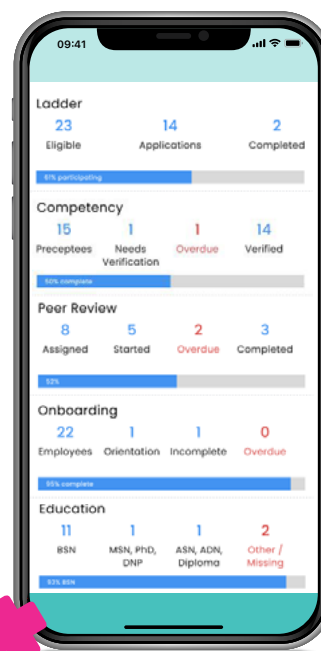 09:41
Ladder
23 14 2
Eligible Applications Completed
61% participating
Competency
15 1 1 14
Preceptees Needs Verification Overdue Verified
50% complete
Peer Review
8 5 2 3
Assigned Started Overdue Completed
52%
Onboarding
22 1 1 0
Employees Orientation Incomplete Overdue
95% complete
Education
11 1 1 2
BSN MSN, PhD, DNP ASN, ADN, Diploma Other / Missing
93% BSN